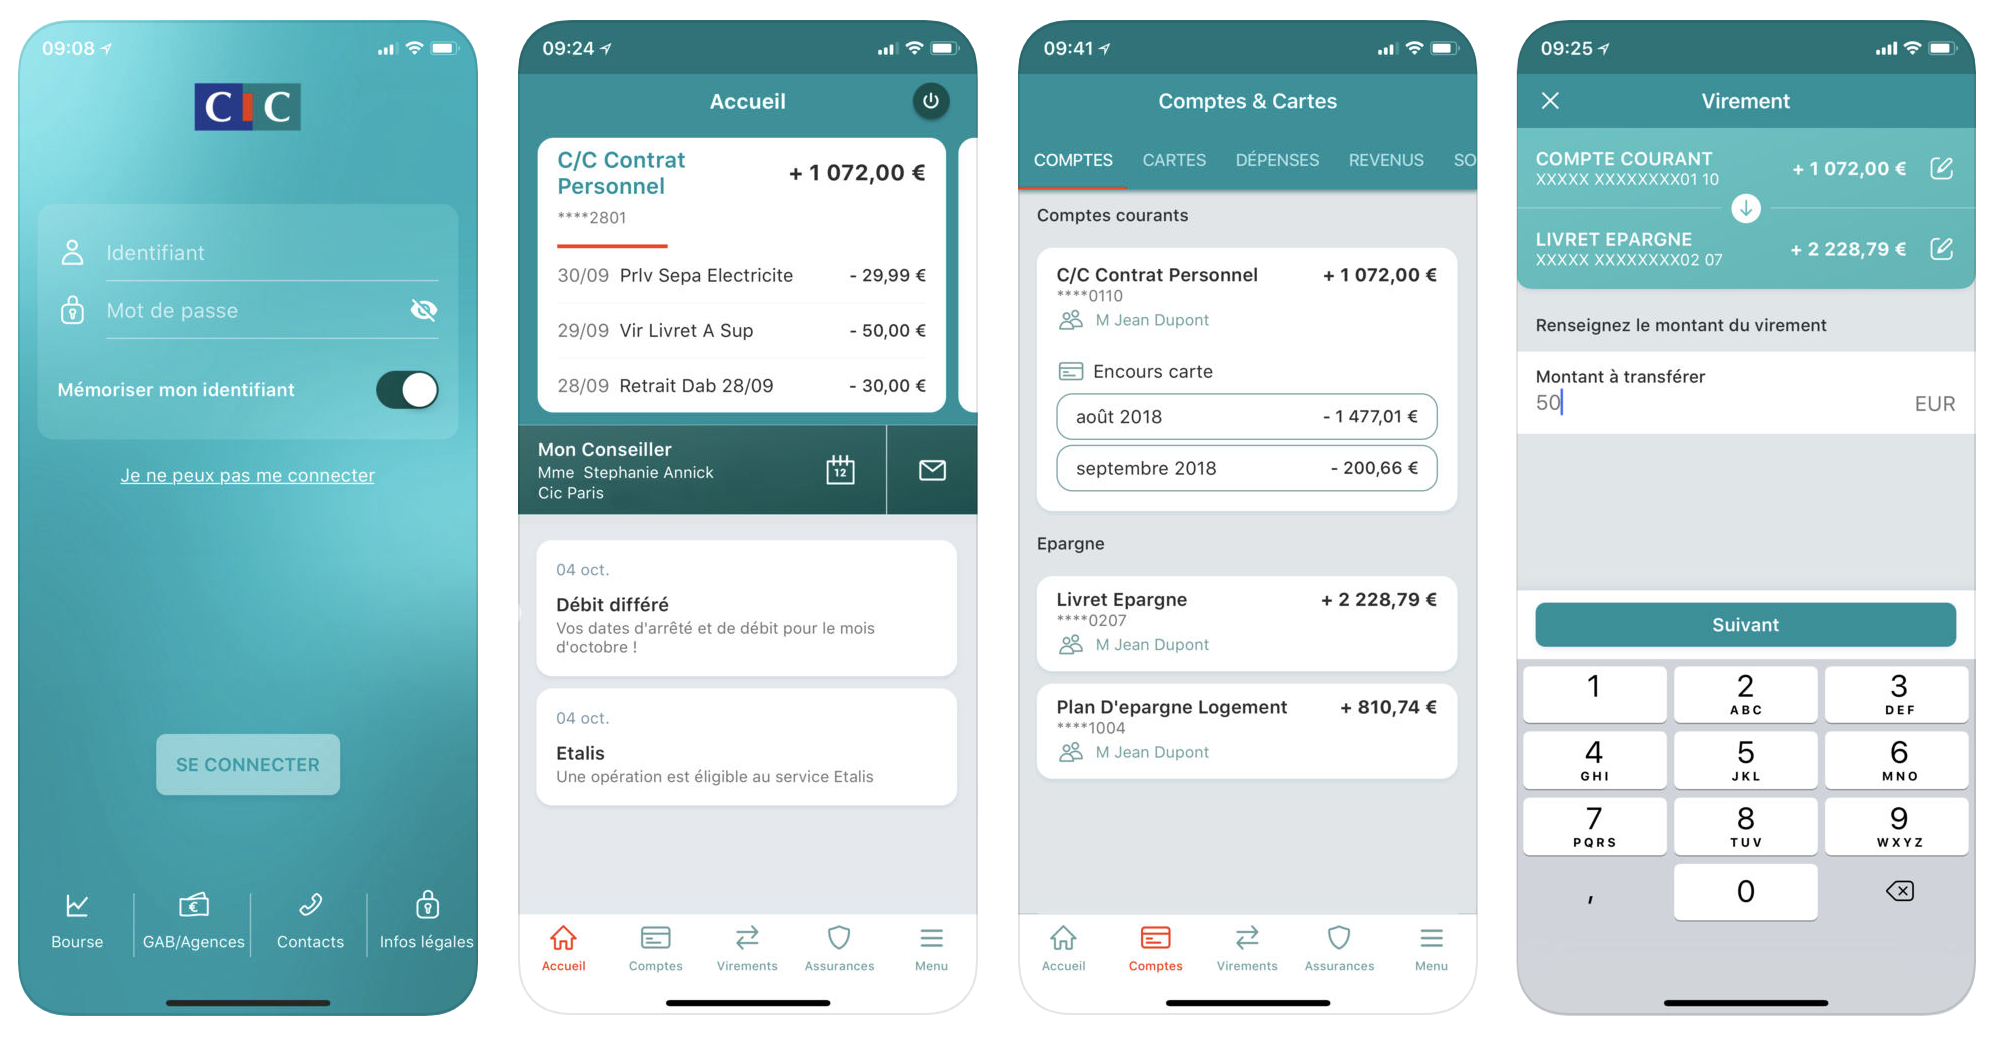 09:08
CIC
Identifiant
Mot de passe
Mémoriser mon identifiant
Je ne peux pas me connecter
SE CONNECTER
Bourse
GAB/Agences
Contacts
Infos légales
09:24
Accueil
C/C Contrat
Personnel
+ 1 072,00 €
****2801
30/09 Prlv Sepa Electricite - 29,99 €
29/09 Vir Livret A Sup - 50,00 €
28/09 Retrait Dab 28/09 - 30,00 €
Mon Conseiller
Mme Stephanie Annick
Cic Paris
12
04 oct.
Débit différé
Vos dates d'arrêté et de débit pour le mois
d'octobre !
04 oct.
Etalis
Une opération est éligible au service Etalis
Accueil
Comptes
Virements
Assurances
Menu
09:41
Comptes & Cartes
COMPTES CARTES DÉPENSES REVENUS SO
Comptes courants
C/C Contrat Personnel + 1 072,00 €
****0110
M Jean Dupont
Encours carte
août 2018 - 1 477,01 €
septembre 2018 - 200,66 €
Epargne
Livret Epargne + 2 228,79 €
****0207
M Jean Dupont
Plan D'epargne Logement + 810,74 €
****1004
M Jean Dupont
Accueil
Comptes
Virements
Assurances
Menu
09:25
Virement
COMPTE COURANT
XXXXX XXXXXXXX01 10
+ 1 072,00 €
LIVRET EPARGNE
XXXXX XXXXXXXX02 07
+ 2 228,79 €
Renseignez le montant du virement
Montant à transférer
50 EUR
Suivant
1 2 3
ABC DEF
4 5 6
GHI JKL MNO
7 8 9
PQRS TUV WXYZ
, 0